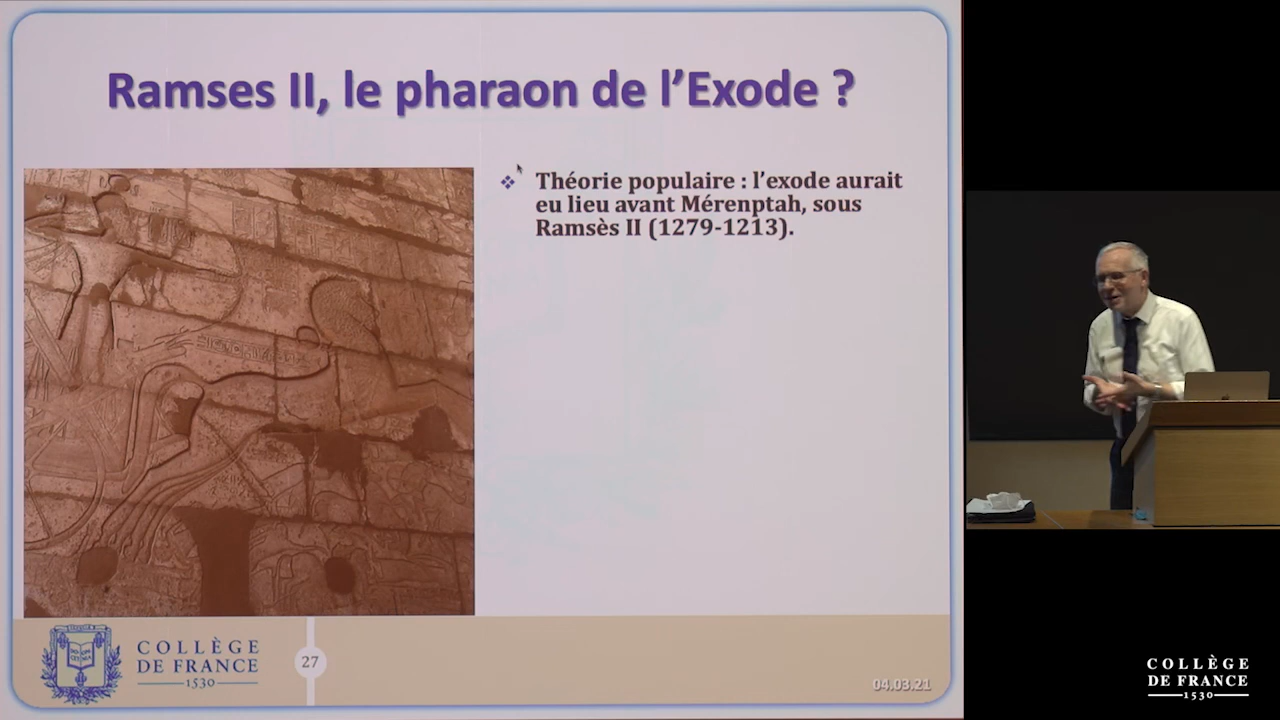 Ramses II, le pharaon de l’Exode ?
❖ Théorie populaire : l’exode aurait
eu lieu avant Mérenptah, sous
Ramsès II (1279-1213).
COLLÈGE
DE FRANCE
1530
27
04.03.21
COLLÈGE
DE FRANCE
1530